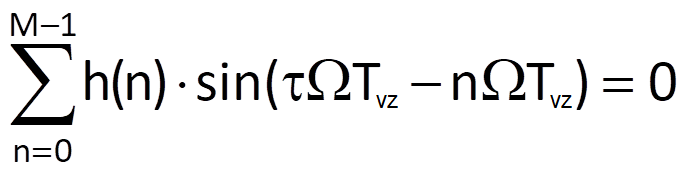 M−1
∑ h(n) · sin(τΩT_vz − nΩT_vz) = 0
n=0